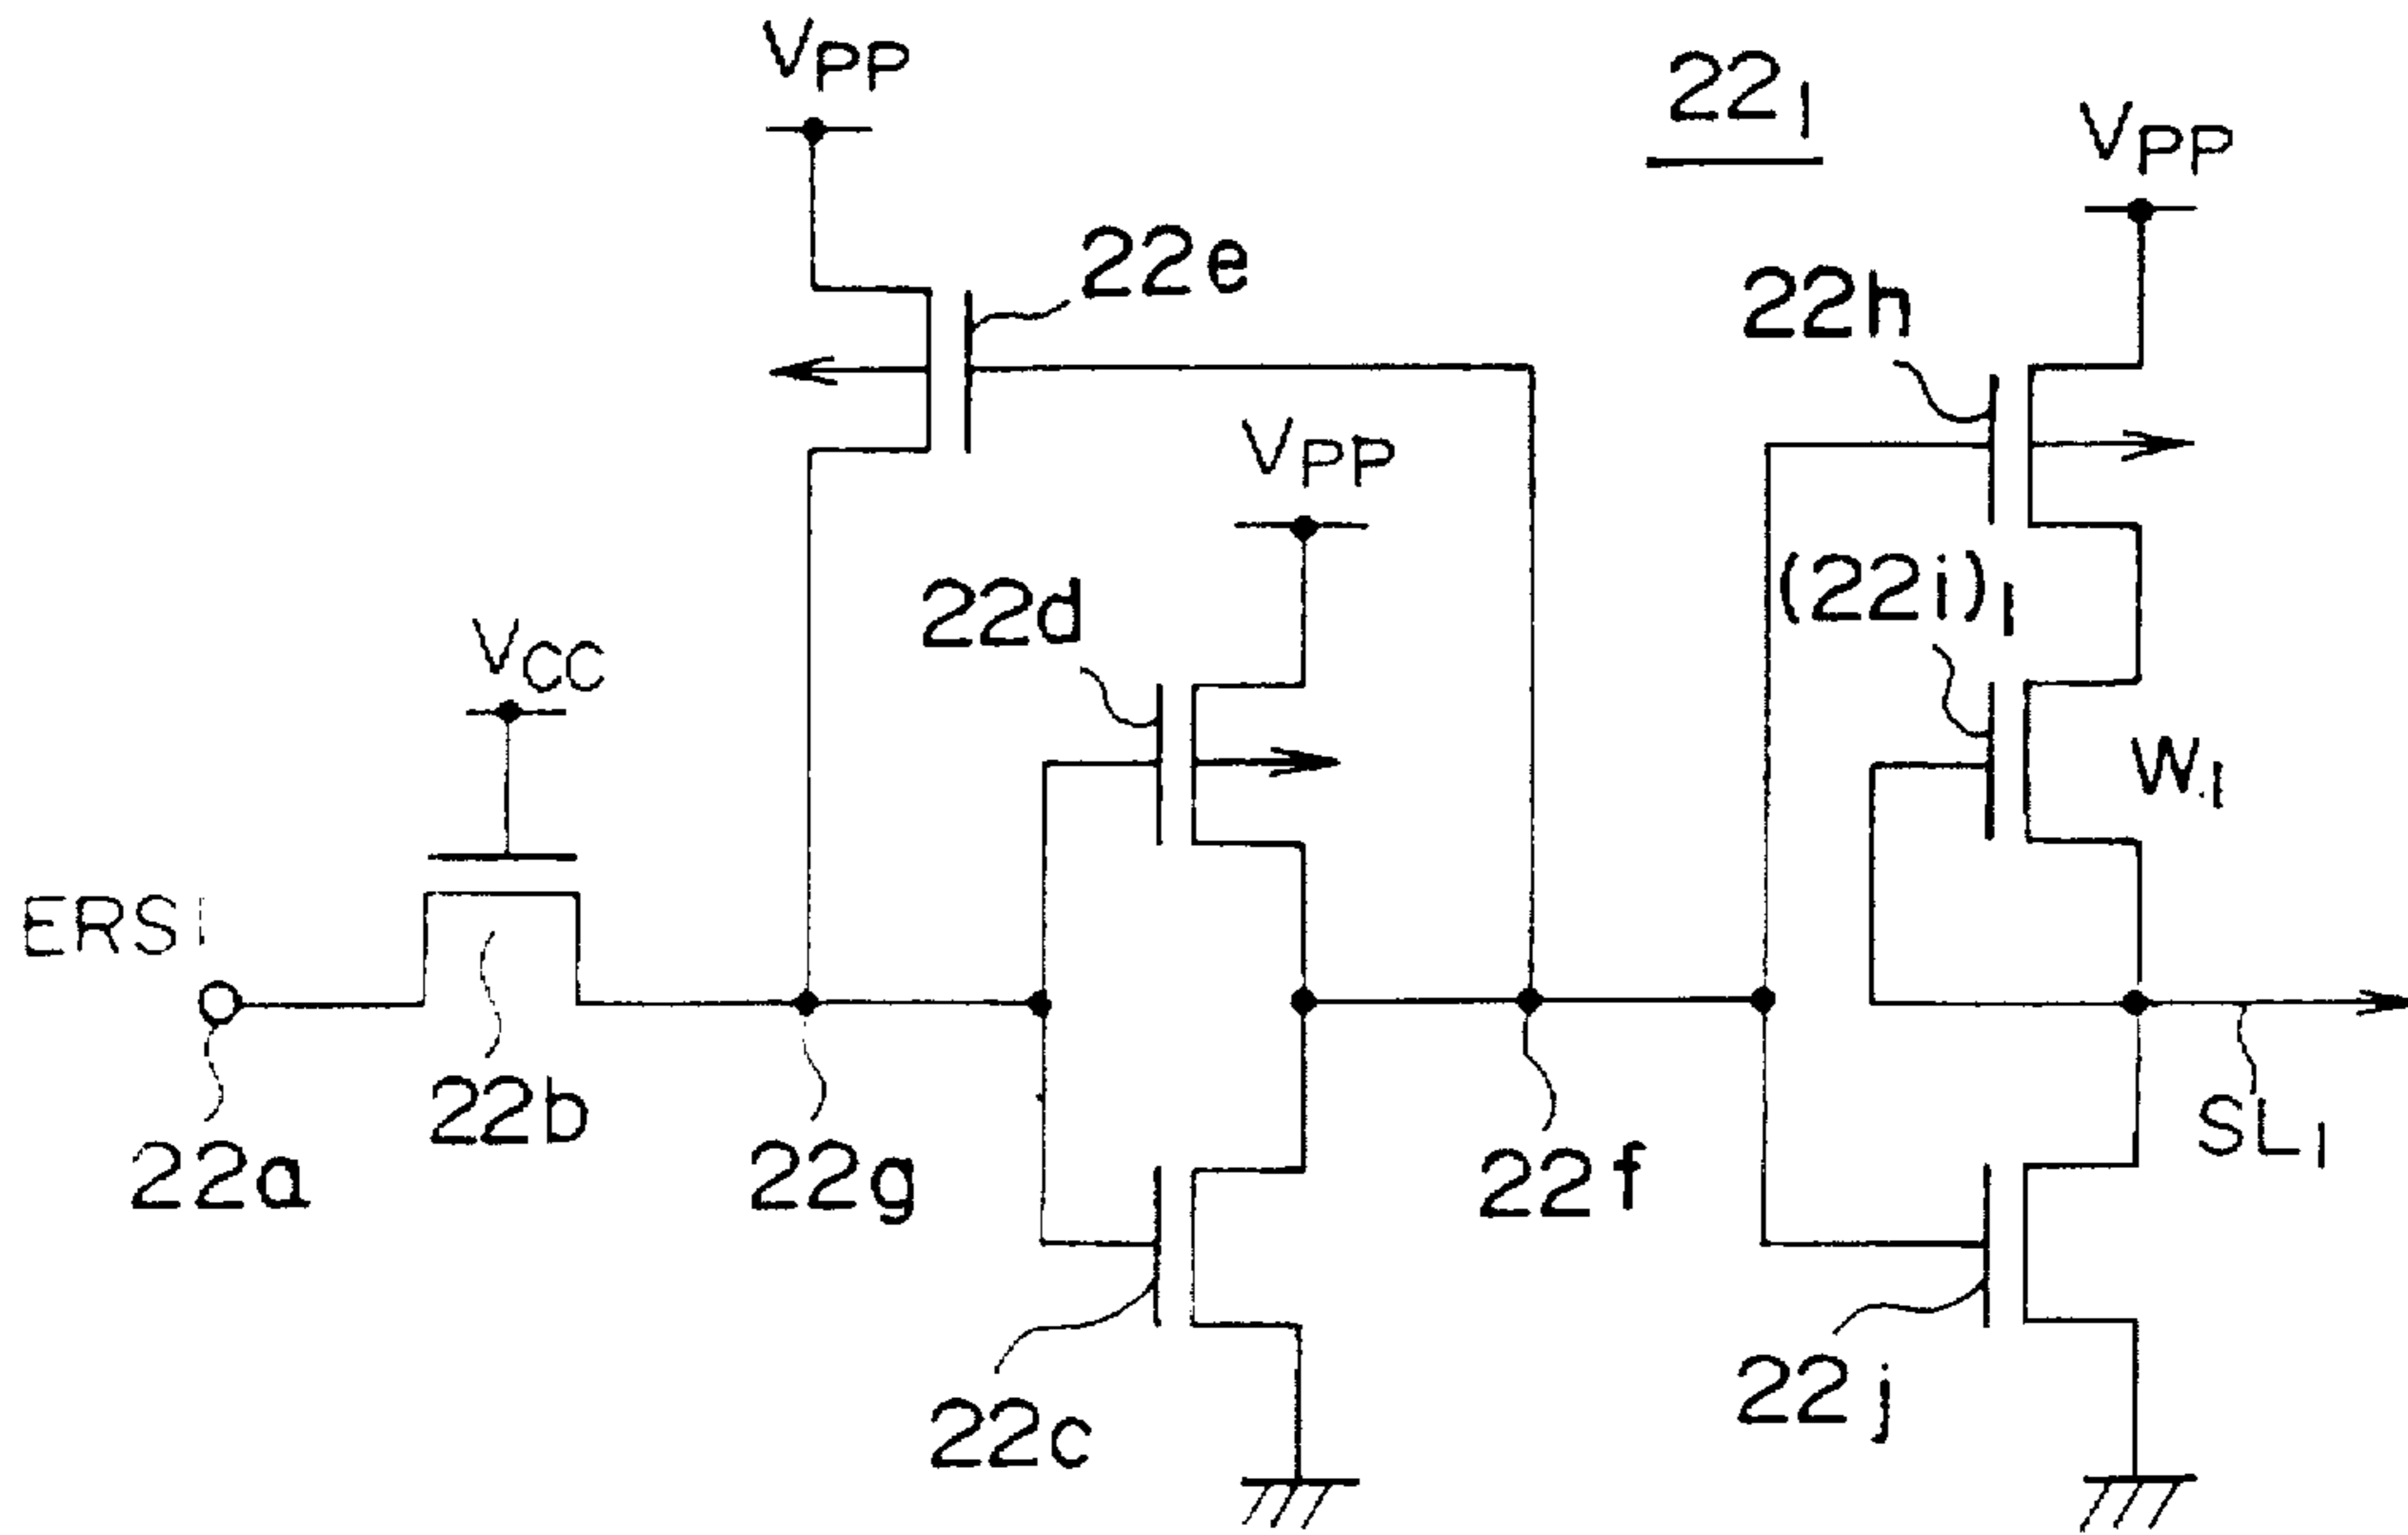 VPP
22₁
VPP
22e
22h
VPP
(22i)₁
22d
VCC
W₁
ERS1
22b
SL₁
22a
22g
22f
22j
22c